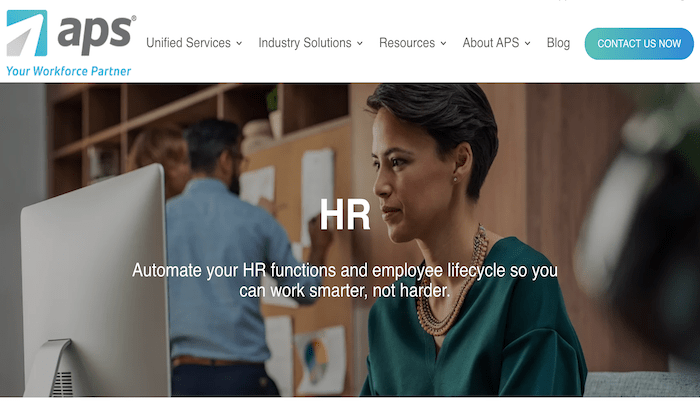 aps®
Your Workforce Partner
Unified Services
Industry Solutions
Resources
About APS
Blog
CONTACT US NOW
HR
Automate your HR functions and employee lifecycle so you
can work smarter, not harder.